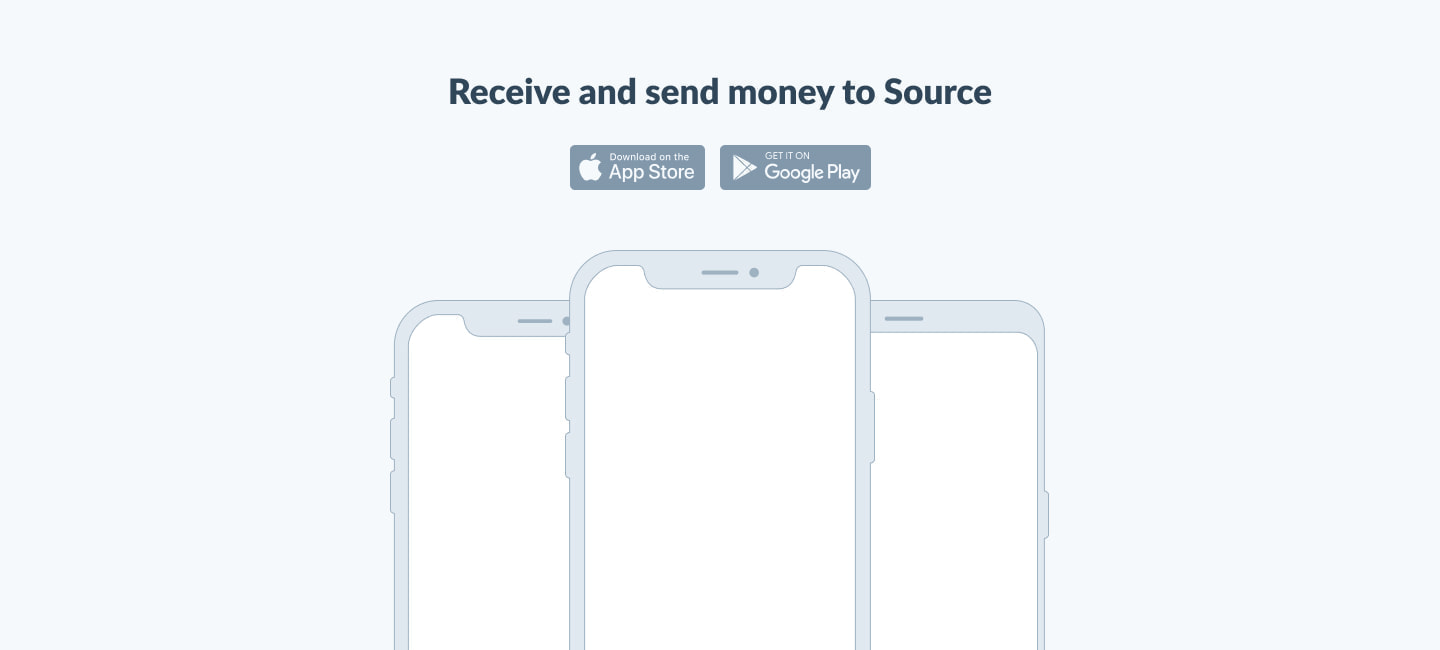 Receive and send money to Source
Download on the
App Store
GET IT ON
Google Play